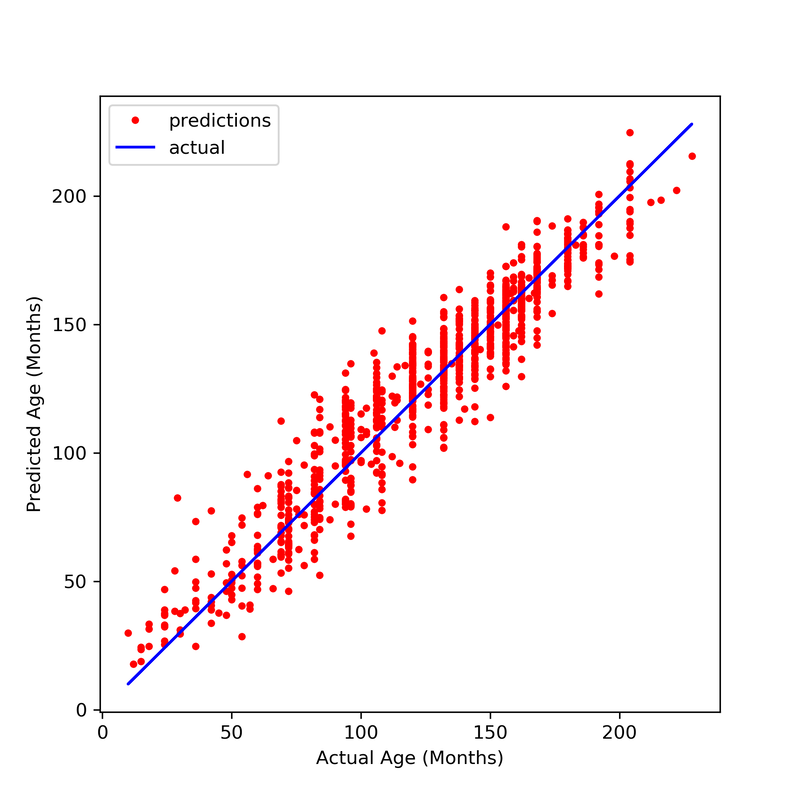 predictions
actual
200
150
100
50
0
0 50 100 150 200
Predicted Age (Months)
Actual Age (Months)